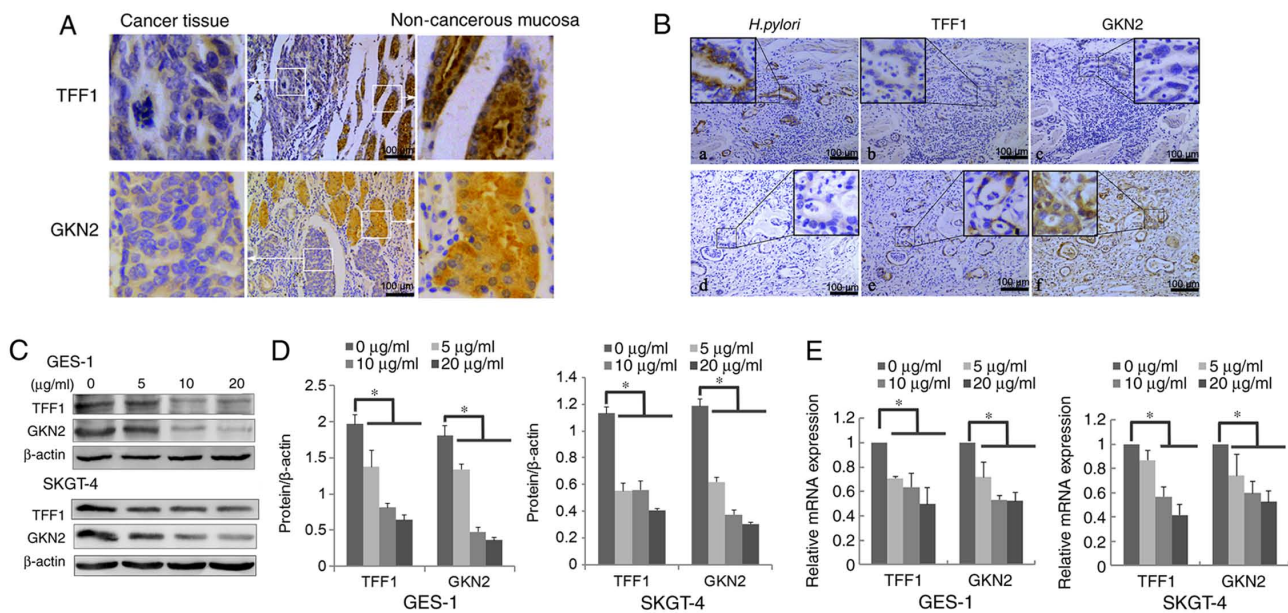 A
Cancer tissue
Non-cancerous mucosa
TFF1
100 μm
GKN2
100 μm
B
H.pylori
TFF1
GKN2
a
100 μm
b
100 μm
c
100 μm
d
100 μm
e
100 μm
f
100 μm
C
GES-1
(μg/ml) 0 5 10 20
TFF1
GKN2
β-actin
SKGT-4
TFF1
GKN2
β-actin
D
0 μg/ml 5 μg/ml
10 μg/ml 20 μg/ml
Protein/β-actin
2.5
2
1.5
1
0.5
0
*
*
TFF1 GKN2
GES-1
0 μg/ml 5 μg/ml
10 μg/ml 20 μg/ml
Protein/β-actin
1.4
1.2
1
0.8
0.6
0.4
0.2
0
*
*
TFF1 GKN2
SKGT-4
E
0 μg/ml 5 μg/ml
10 μg/ml 20 μg/ml
Relative mRNA expression
1.2
1
0.8
0.6
0.4
0.2
0
*
*
TFF1 GKN2
GES-1
0 μg/ml 5 μg/ml
10 μg/ml 20 μg/ml
Relative mRNA expression
1.2
1
0.8
0.6
0.4
0.2
0
*
*
TFF1 GKN2
SKGT-4